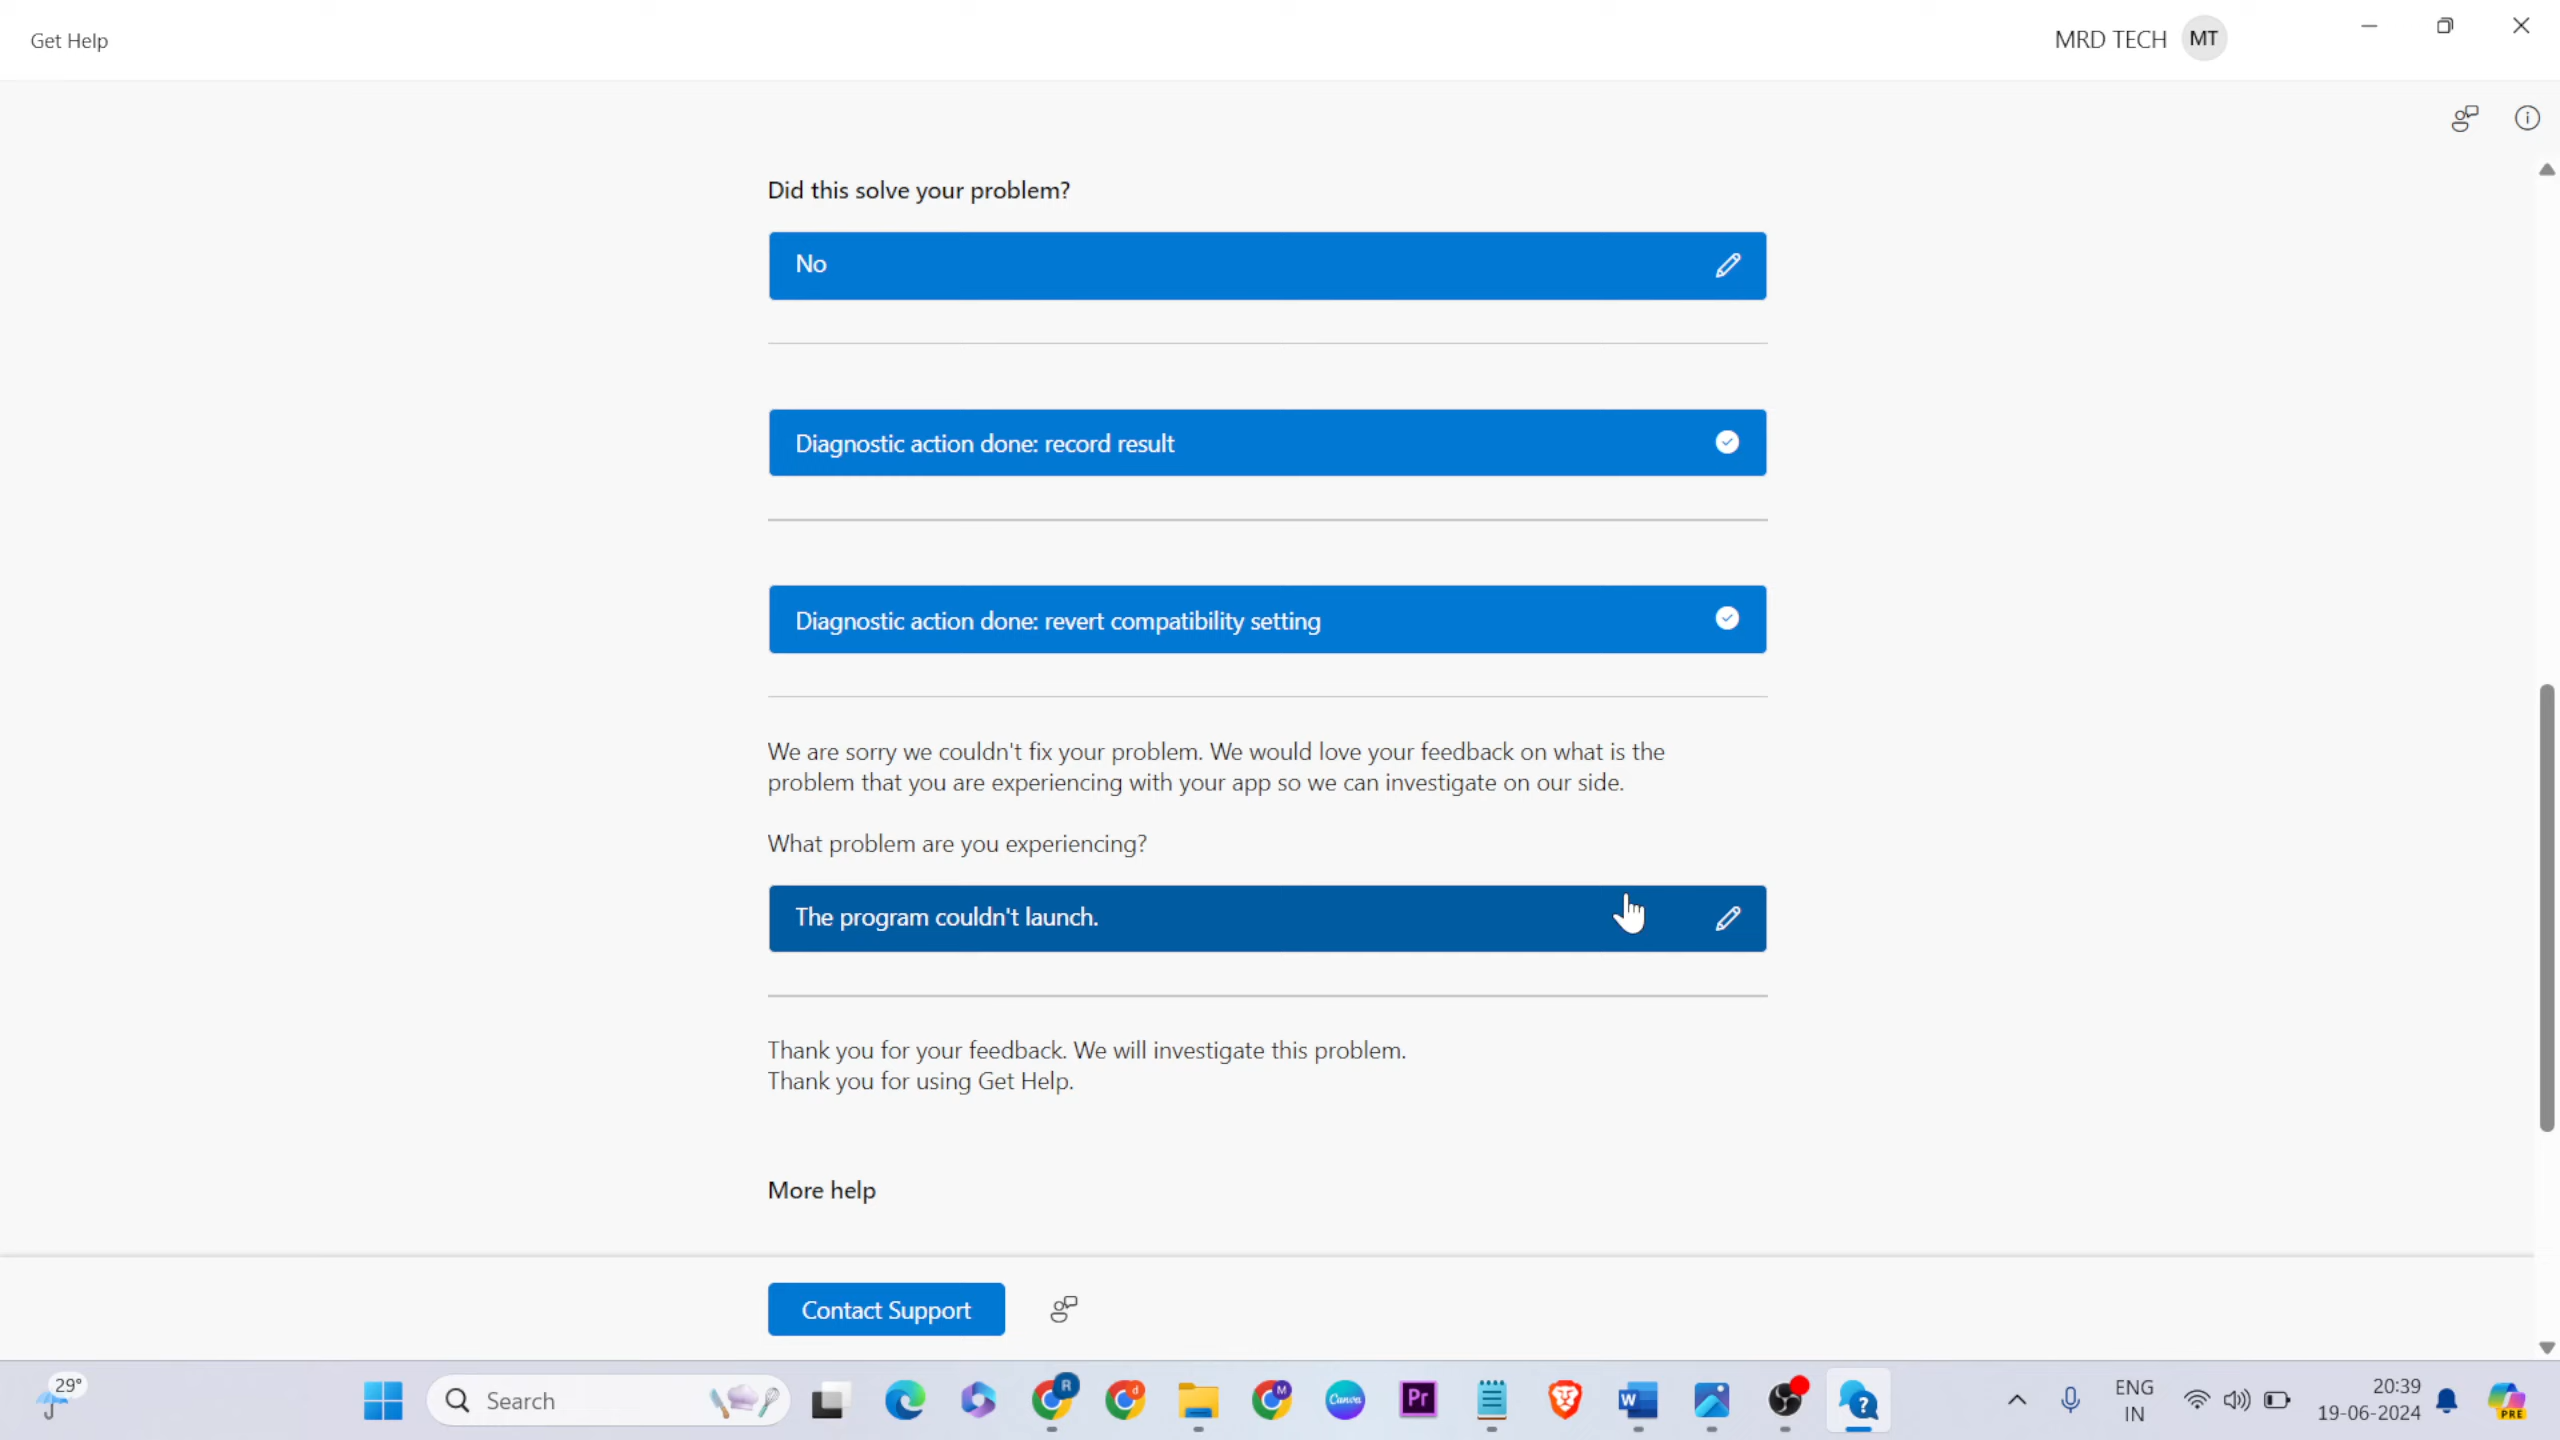 Get Help
MRD TECH MT
Did this solve your problem?
No
Diagnostic action done: record result
Diagnostic action done: revert compatibility setting
We are sorry we couldn't fix your problem. We would love your feedback on what is the
problem that you are experiencing with your app so we can investigate on our side.
What problem are you experiencing?
The program couldn't launch.
Thank you for your feedback. We will investigate this problem.
Thank you for using Get Help.
More help
Contact Support
29°
Search
R
d
M
Canva
Pr
W
ENG
IN
20:39
19-06-2024
PRE